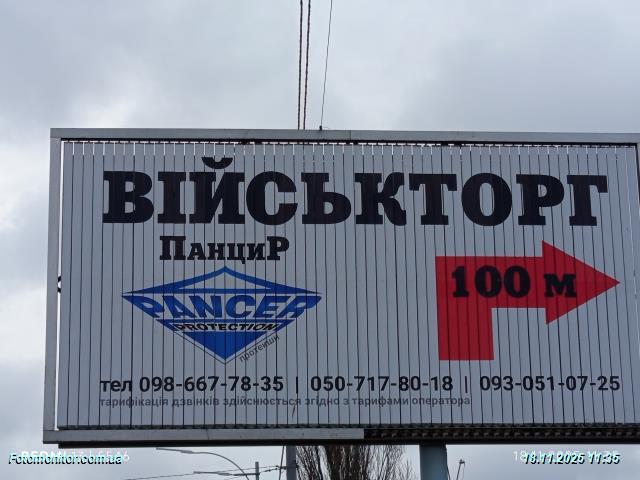 ВІЙСЬКТОРГ
ПанциР
100 м
PANCER
PROTECTION
протекшн
тел 098-667-78-35 | 050-717-80-18 | 093-051-07-25
тарифікація дзвінків здійснюється згідно з тарифами оператора
Fotomonitor.com.ua
18.11.2025 11:35